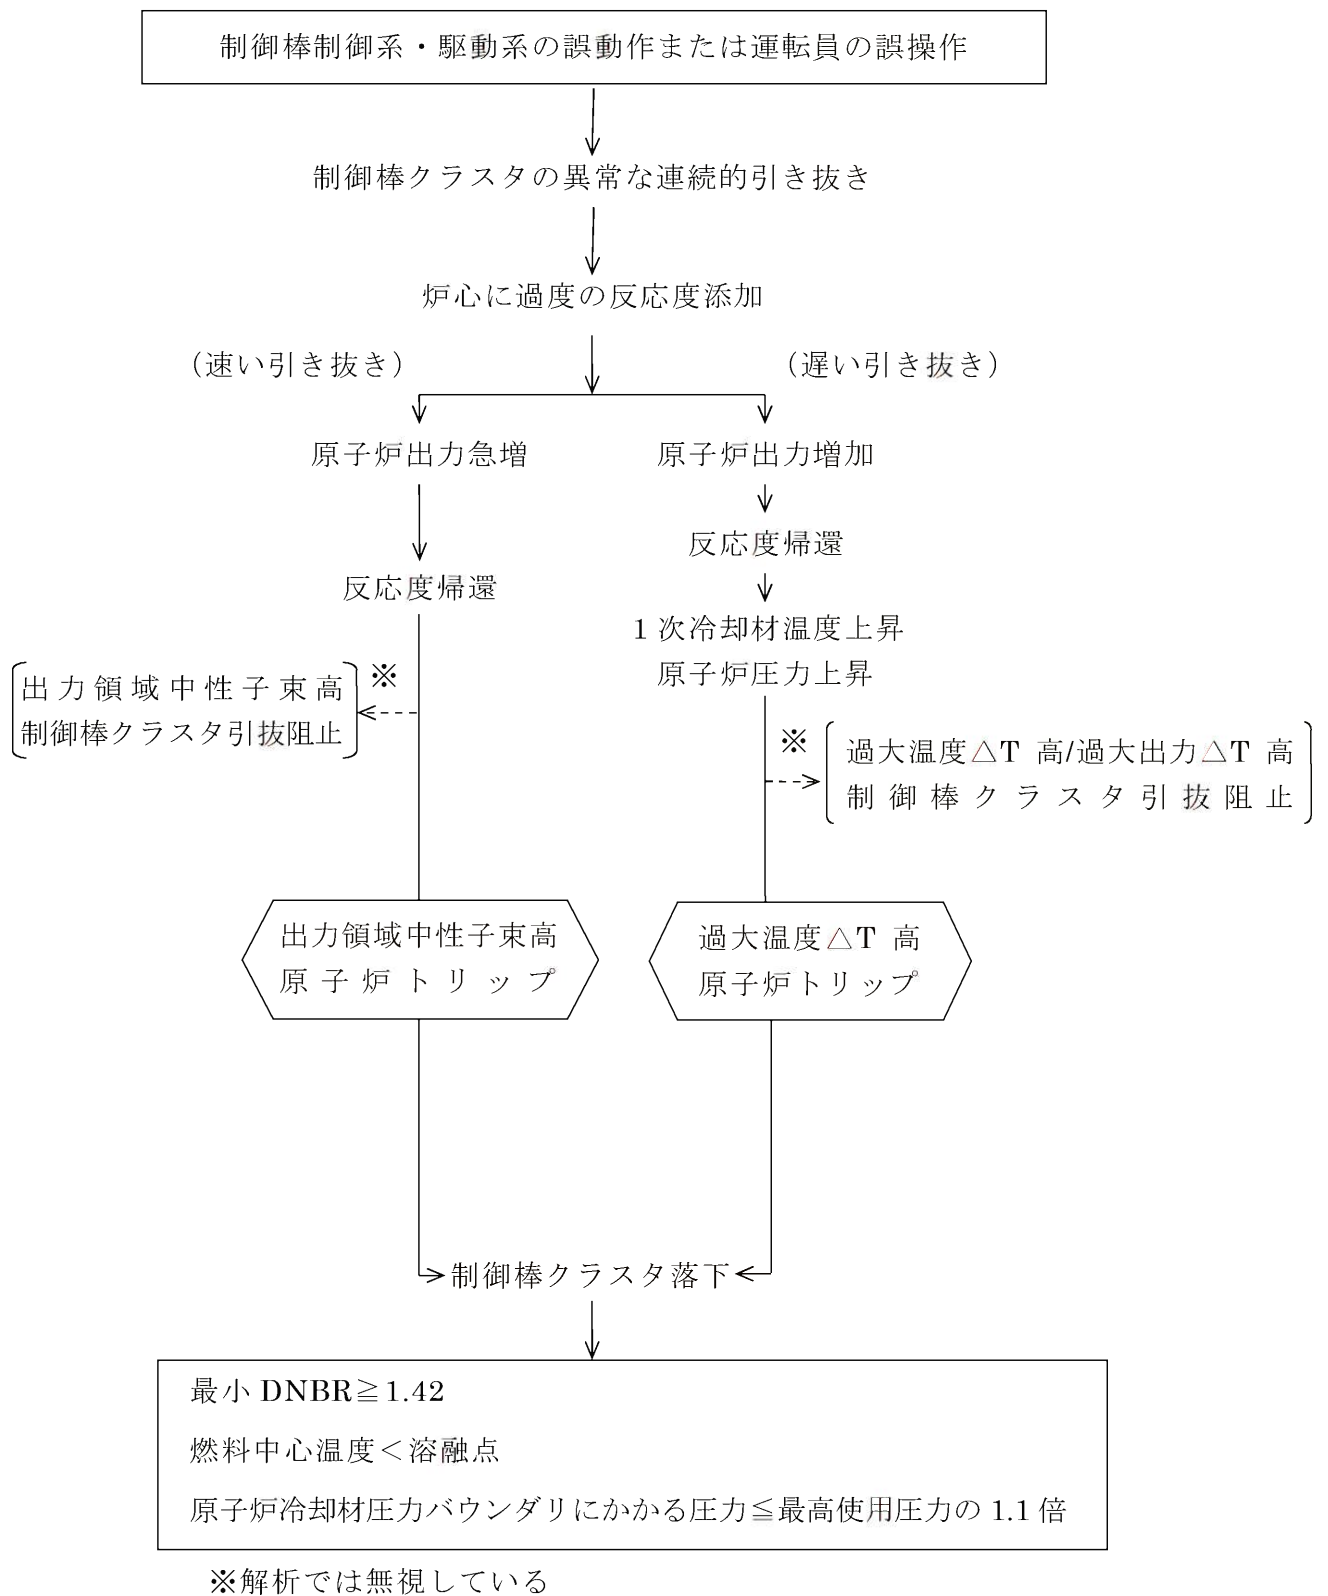 制御棒制御系・駆動系の誤動作または運転員の誤操作
制御棒クラスタの異常な連続的引き抜き
炉心に過度の反応度添加
（速い引き抜き）
（遅い引き抜き）
原子炉出力急増
原子炉出力増加
反応度帰還
反応度帰還
1次冷却材温度上昇
原子炉圧力上昇
出力領域中性子束高
制御棒クラスタ引抜阻止
※
※
過大温度△T 高/過大出力△T 高
制御棒クラスタ引抜阻止
出力領域中性子束高
原子炉トリップ
過大温度△T 高
原子炉トリップ
制御棒クラスタ落下
最小 DNBR≧1.42
燃料中心温度＜溶融点
原子炉冷却材圧力バウンダリにかかる圧力≦最高使用圧力の 1.1 倍
※解析では無視している